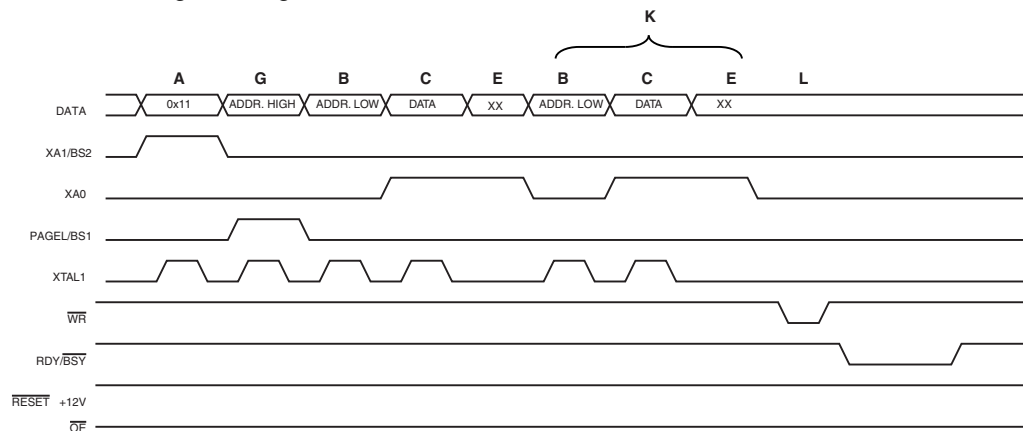 K
A G B C E B C E L
DATA 0x11 ADDR. HIGH ADDR. LOW DATA XX ADDR. LOW DATA XX
XA1/BS2
XA0
PAGEL/BS1
XTAL1
WR
RDY/BSY
RESET +12V
OE